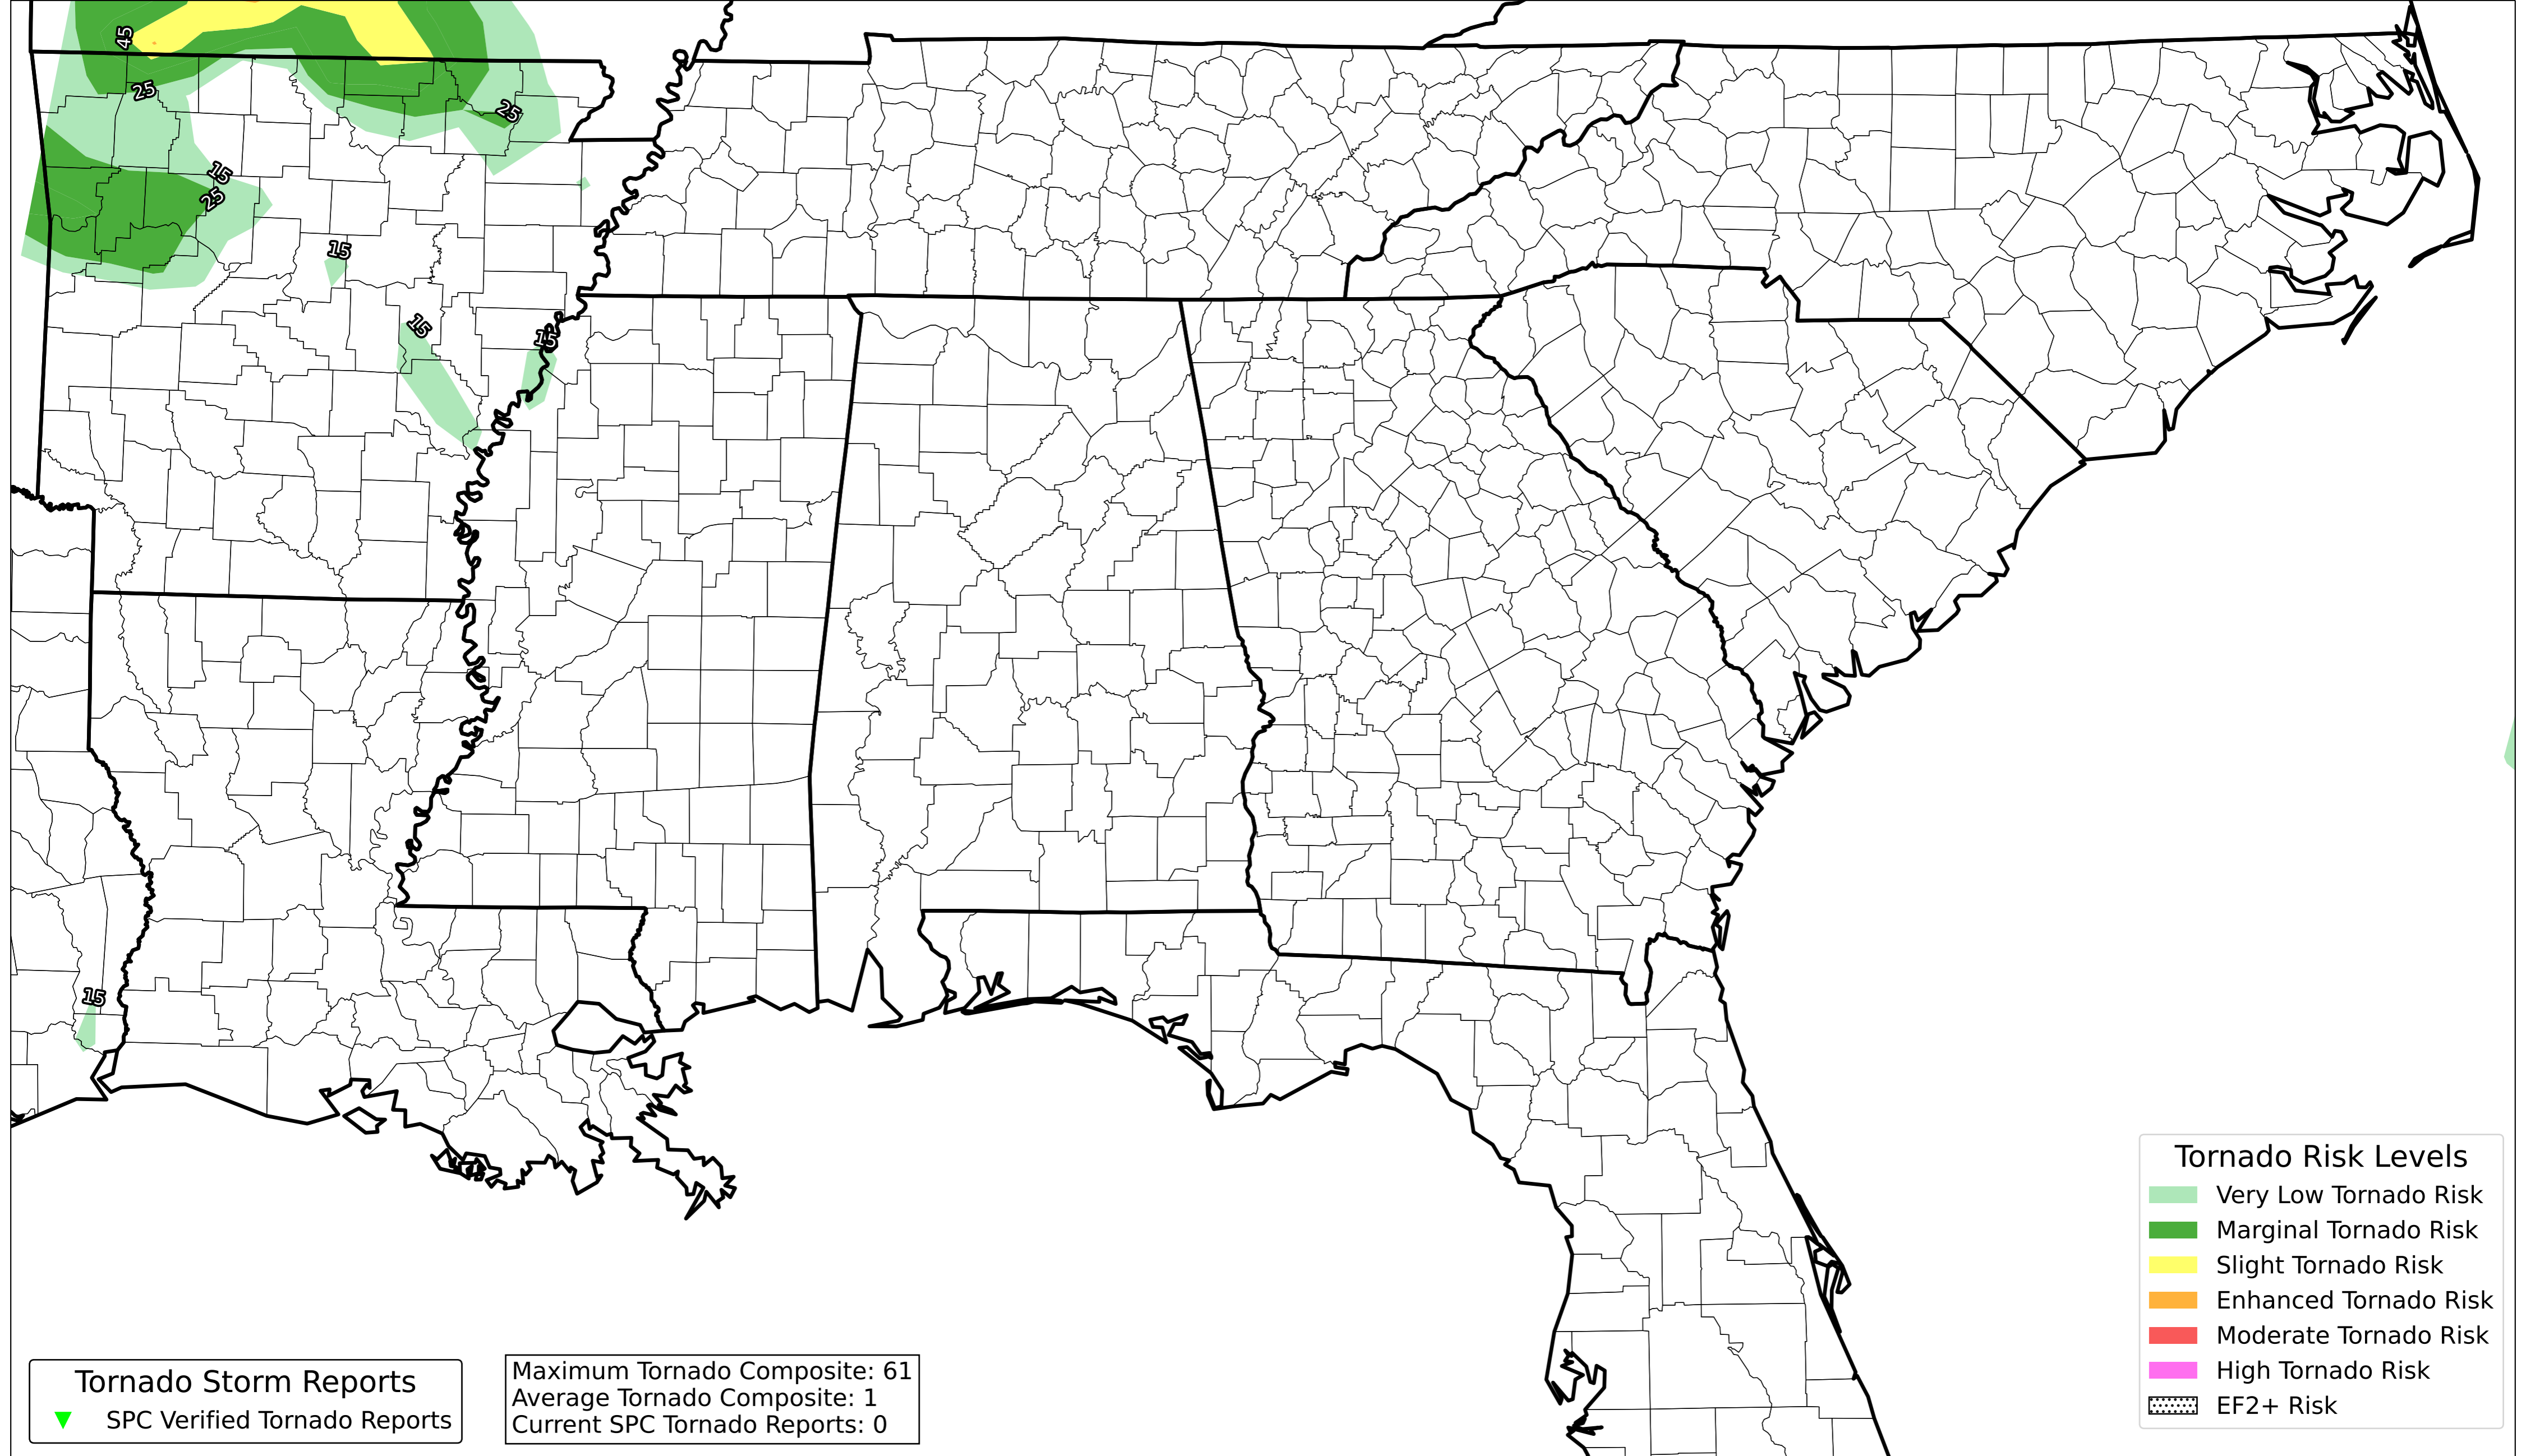 45
25
25
15
25
15
15
15
15
Tornado Risk Levels
Very Low Tornado Risk
Marginal Tornado Risk
Slight Tornado Risk
Enhanced Tornado Risk
Moderate Tornado Risk
High Tornado Risk
EF2+ Risk
Tornado Storm Reports
SPC Verified Tornado Reports
Maximum Tornado Composite: 61
Average Tornado Composite: 1
Current SPC Tornado Reports: 0